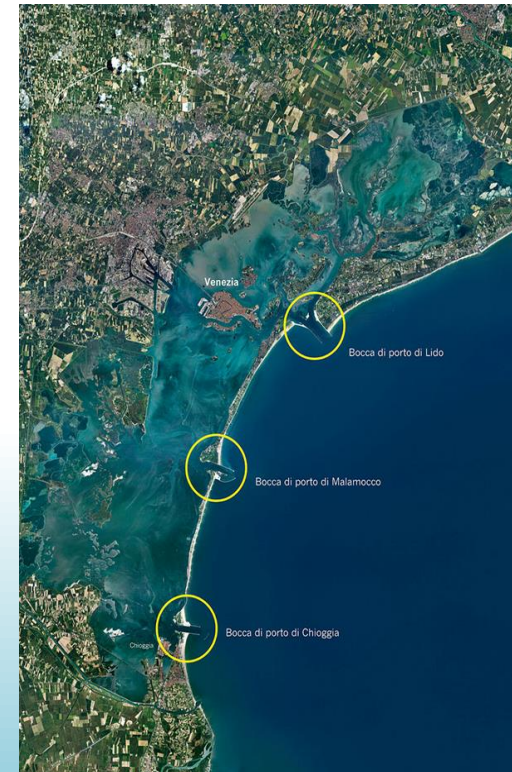 Venezia
Bocca di porto di Lido
Bocca di porto di Malamocco
Bocca di porto di Chioggia
Chioggia